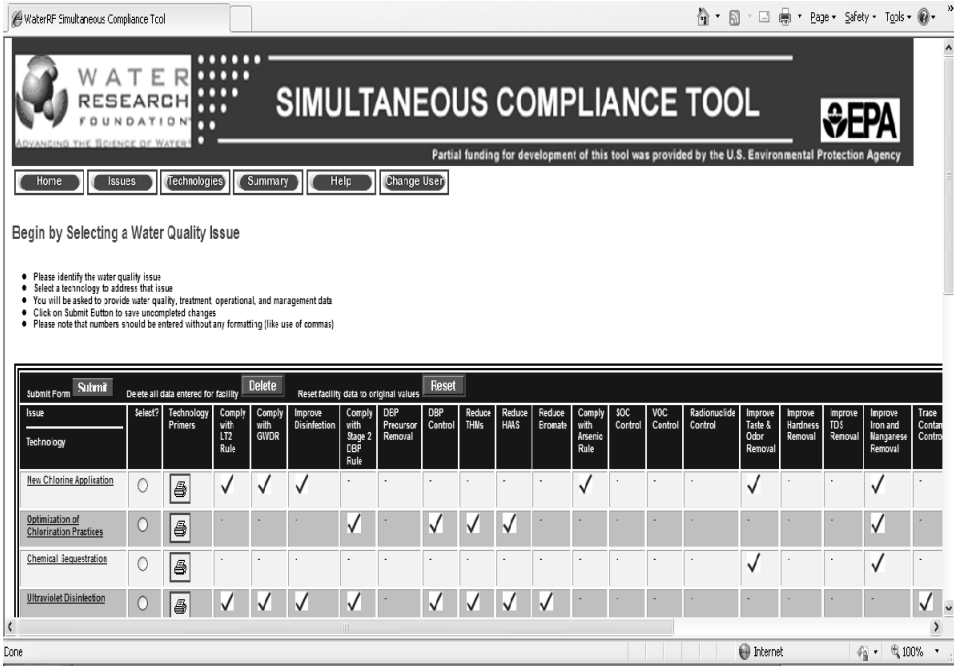 WaterRF Simultaneous Compliance Tool
Page Safety Tools
WATER
RESEARCH
FOUNDATION
ADVANCING THE SCIENCE OF WATER
SIMULTANEOUS COMPLIANCE TOOL
EPA
Partial funding for development of this tool was provided by the U.S. Environmental Protection Agency
Home Issues Technologies Summary Help Change User
Begin by Selecting a Water Quality Issue
Please identify the water quality issue
Select a technology to address that issue
You will be asked to provide water quality, treatment, operational, and management data
Click on Submit Button to save uncompleted changes
Please note that numbers should be entered without any formatting (like use of commas)
Submit Form Submit Delete all data entered for facility Delete Reset facility data to original values Reset
Issue
Technology
Select?
Technology
Primers
Comply
with
LT2
Rule
Comply
with
GWDR
Improve
Disinfection
Comply
with
Stage 2
DBP
Rule
DBP
Precursor
Removal
DBP
Control
Reduce
THMs
Reduce
HAAS
Reduce
Bromate
Comply
with
Arsenic
Rule
SOC
Control
VOC
Control
Radionuclide
Control
Improve
Taste &
Odor
Removal
Improve
Hardness
Removal
Improve
TDS
Removal
Improve
Iron and
Manganese
Removal
Trace
Contam
Contro
New Chlorine Application
Optimization of
Chlorination Practices
Chemical Sequestration
Ultraviolet Disinfection
Done
Internet
100%